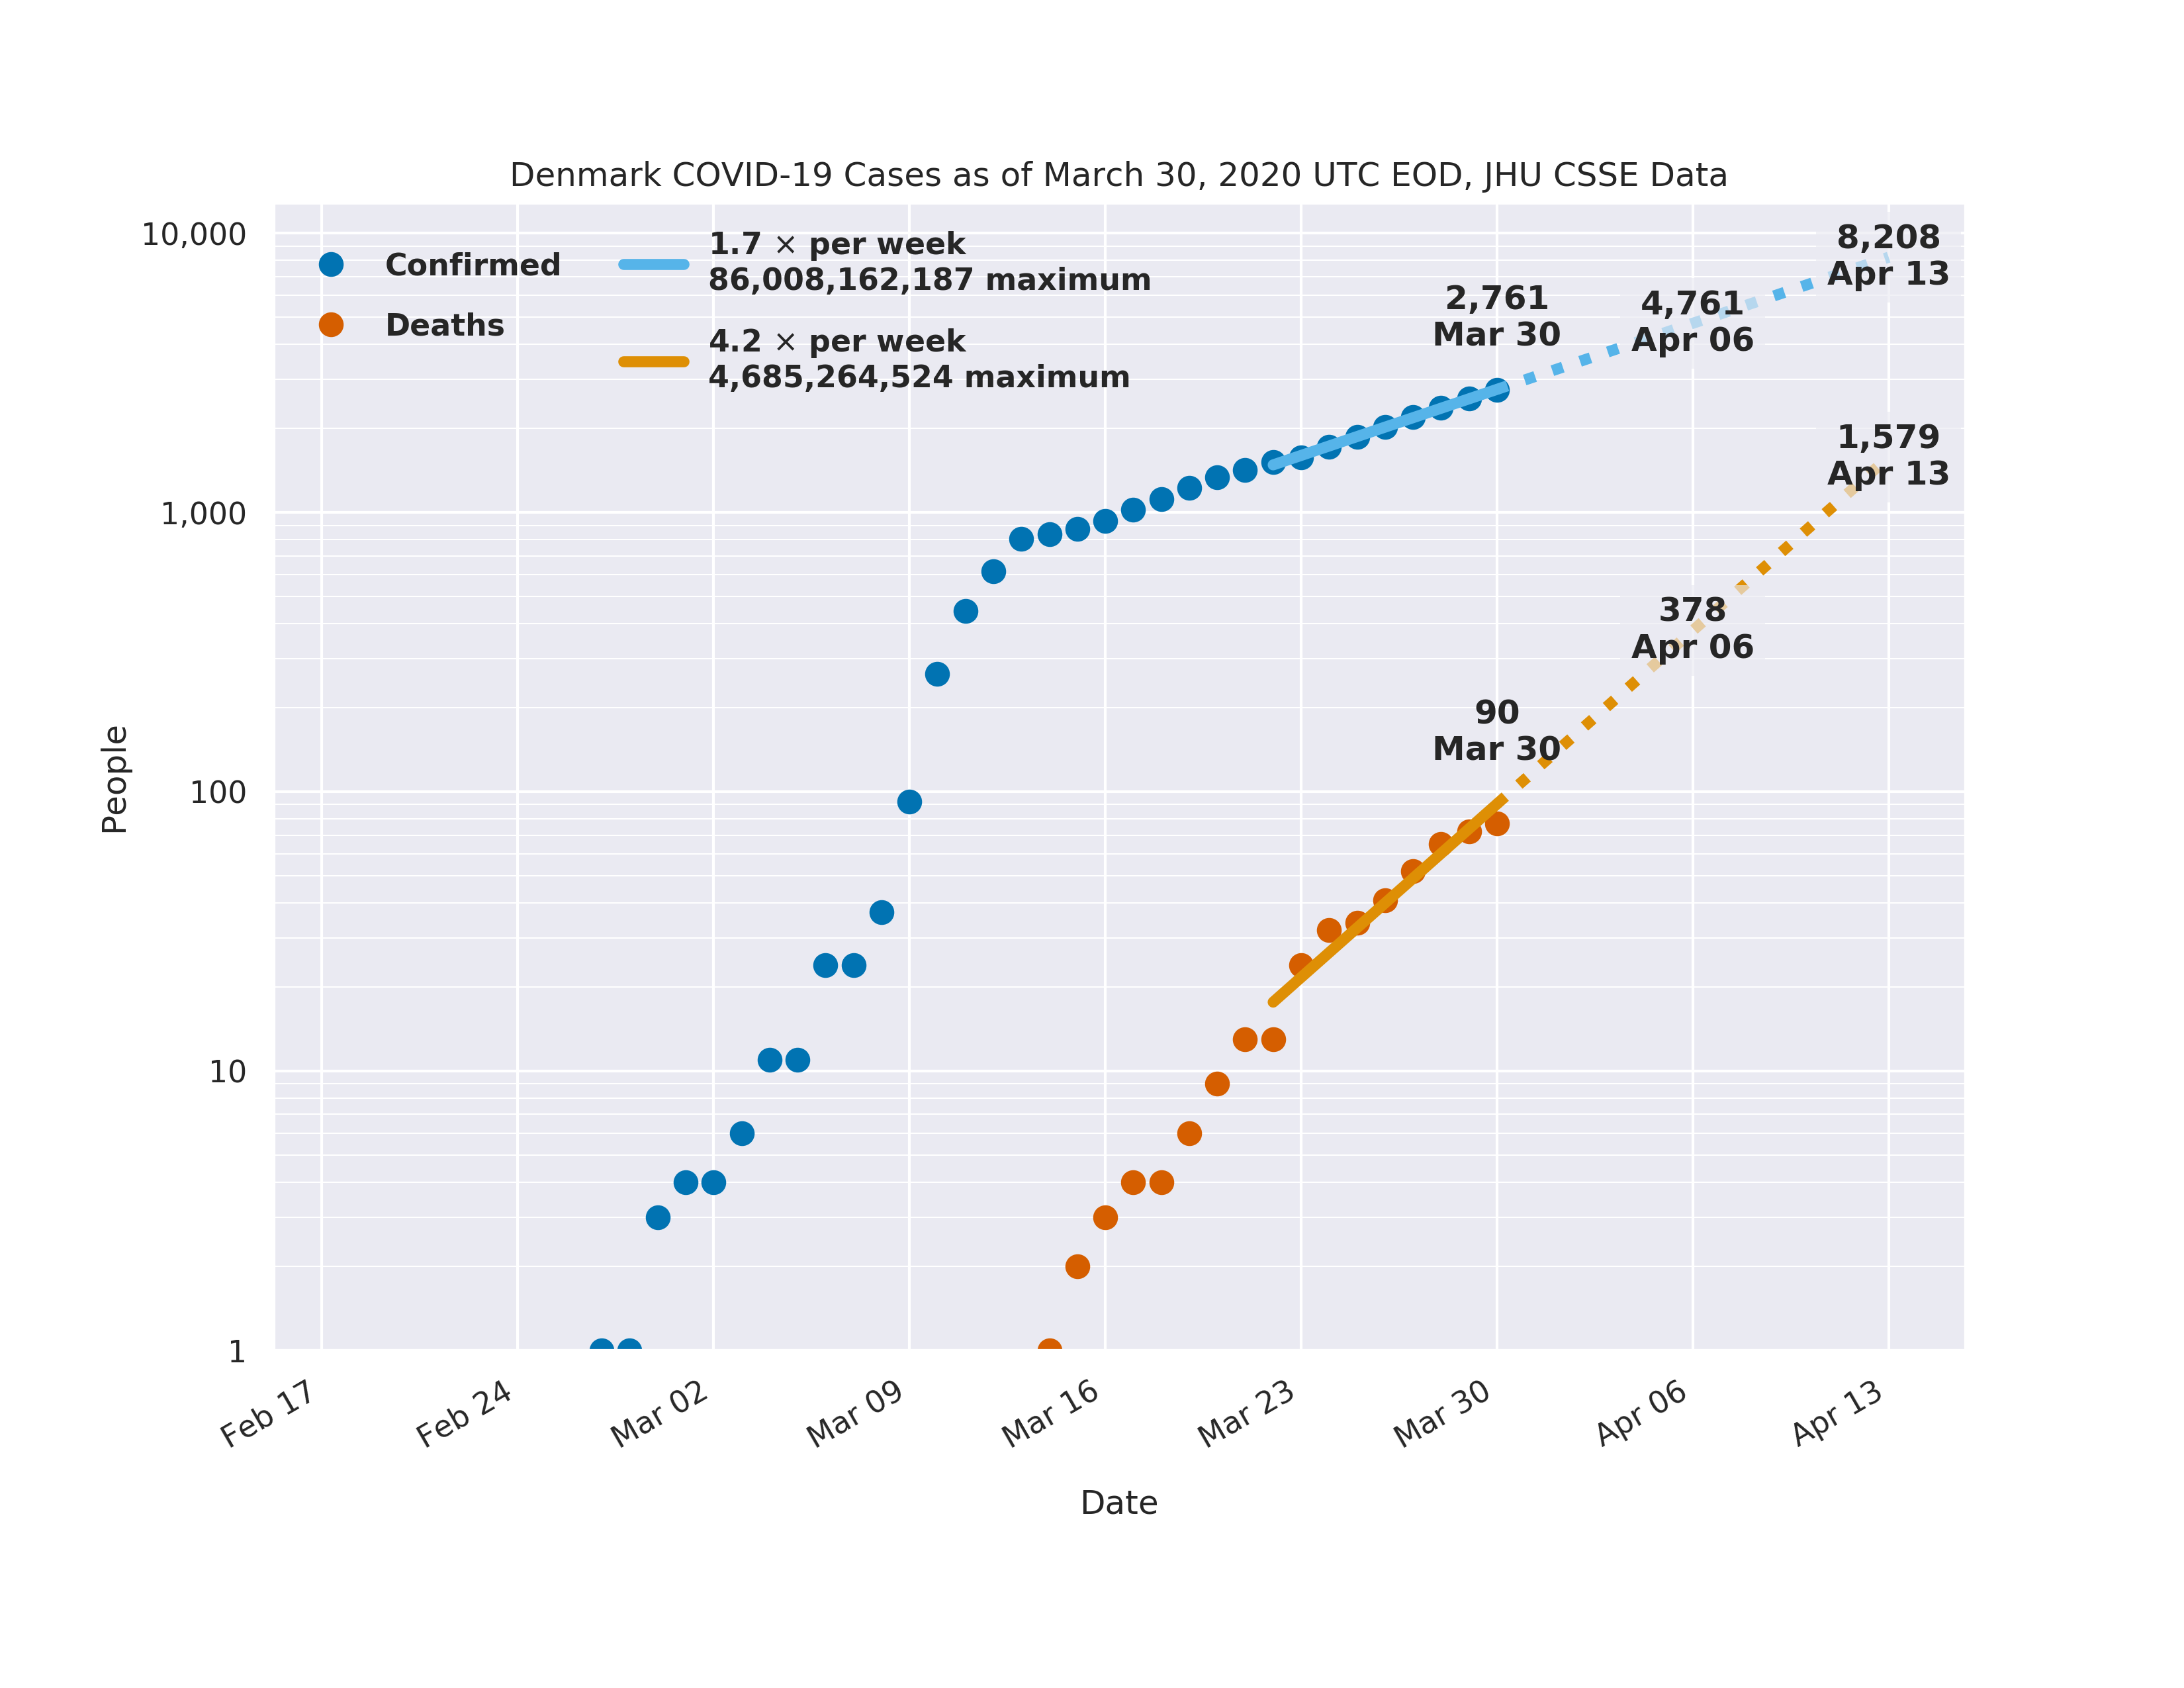 Denmark COVID-19 Cases as of March 30, 2020 UTC EOD, JHU CSSE Data
10,000
1,000
100
10
1
People
Confirmed
Deaths
1.7 × per week
86,008,162,187 maximum
4.2 × per week
4,685,264,524 maximum
2,761
Mar 30
4,761
Apr 06
8,208
Apr 13
90
Mar 30
378
Apr 06
1,579
Apr 13
Feb 17
Feb 24
Mar 02
Mar 09
Mar 16
Mar 23
Mar 30
Apr 06
Apr 13
Date